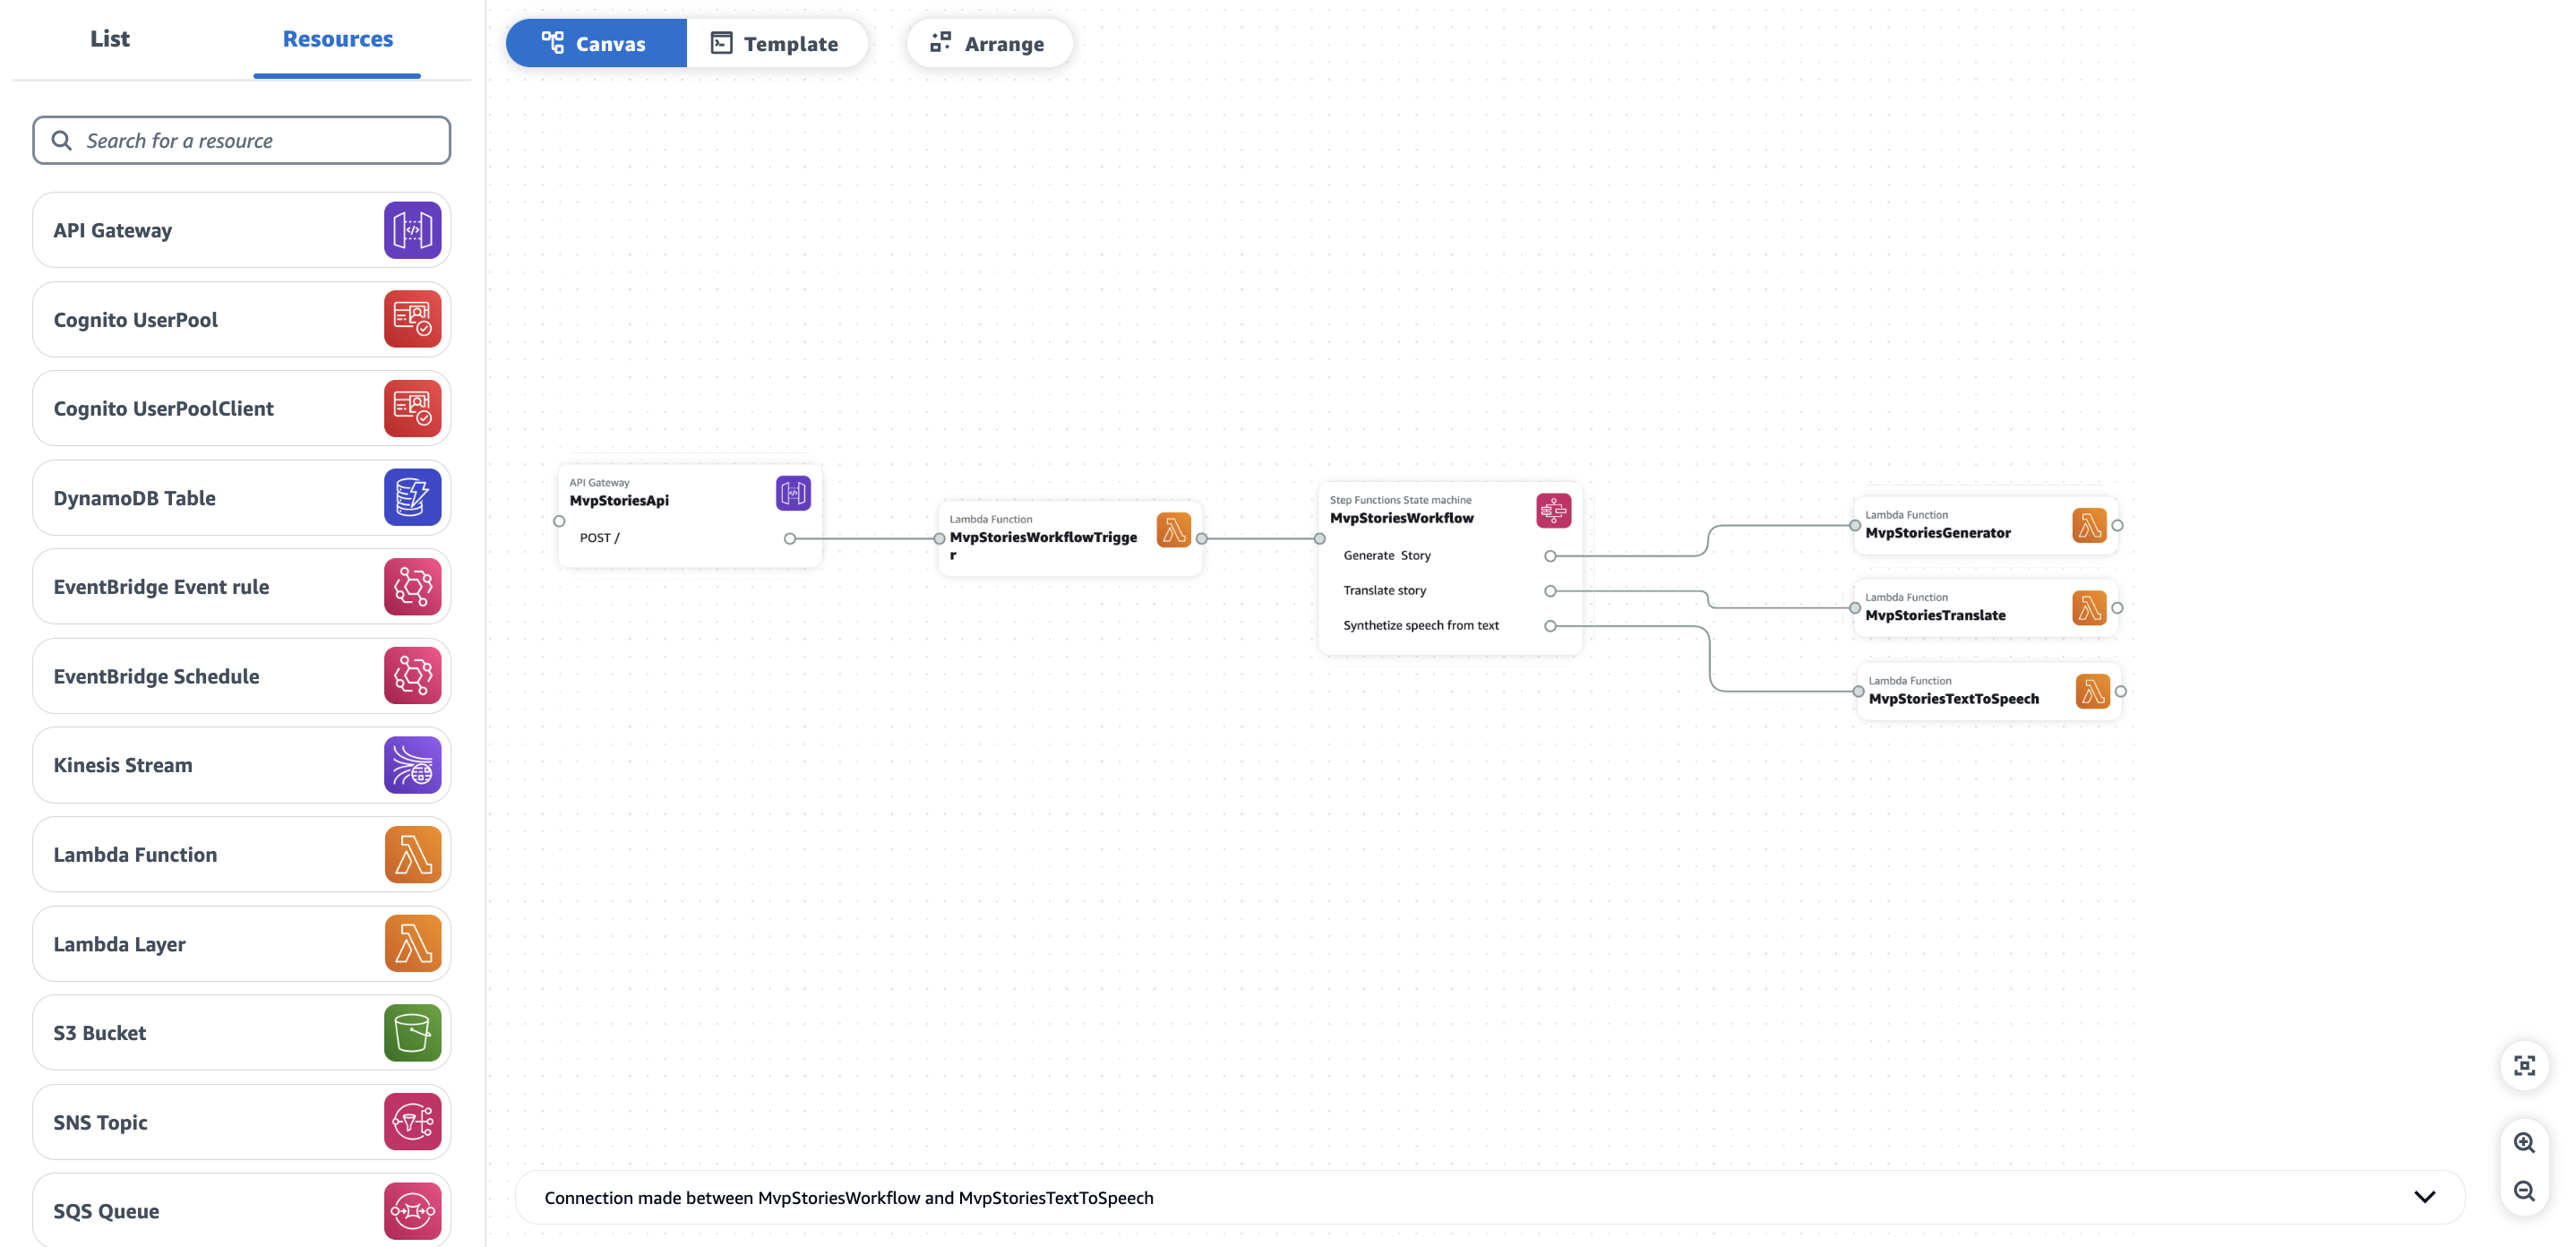 List
Resources
Canvas
Template
Arrange
Search for a resource
API Gateway
Cognito UserPool
Cognito UserPoolClient
DynamoDB Table
EventBridge Event rule
EventBridge Schedule
Kinesis Stream
Lambda Function
Lambda Layer
S3 Bucket
SNS Topic
SQS Queue
API Gateway
MvpStoriesApi
POST /
Lambda Function
MvpStoriesWorkflowTrigge
r
Step Functions State machine
MvpStoriesWorkflow
Generate  Story
Translate story
Synthetize speech from text
Lambda Function
MvpStoriesGenerator
Lambda Function
MvpStoriesTranslate
Lambda Function
MvpStoriesTextToSpeech
Connection made between MvpStoriesWorkflow and MvpStoriesTextToSpeech